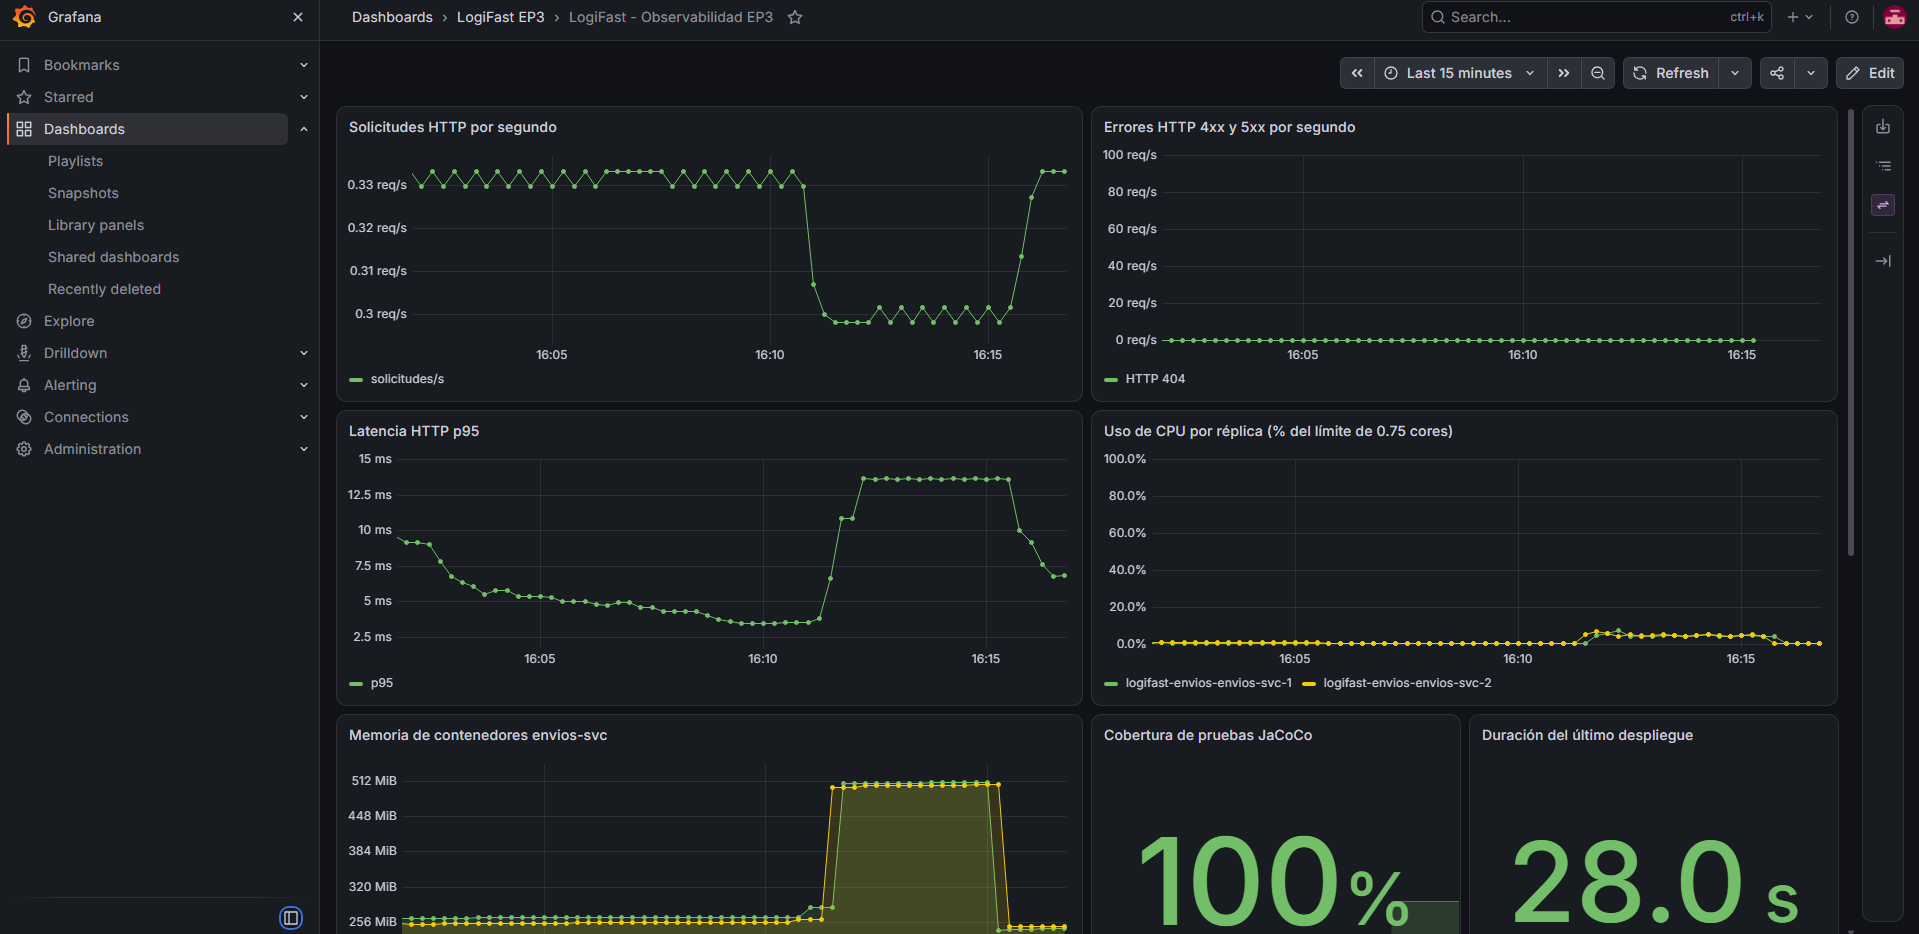 Grafana
Dashboards › LogiFast EP3 › LogiFast - Observabilidad EP3
Search...
ctrl+k
Bookmarks
Starred
Dashboards
Playlists
Snapshots
Library panels
Shared dashboards
Recently deleted
Explore
Drilldown
Alerting
Connections
Administration
Last 15 minutes
Refresh
Edit
Solicitudes HTTP por segundo
0.33 req/s
0.32 req/s
0.31 req/s
0.3 req/s
16:05 16:10 16:15
solicitudes/s
Errores HTTP 4xx y 5xx por segundo
100 req/s
80 req/s
60 req/s
40 req/s
20 req/s
0 req/s
16:05 16:10 16:15
HTTP 404
Latencia HTTP p95
15 ms
12.5 ms
10 ms
7.5 ms
5 ms
2.5 ms
16:05 16:10 16:15
p95
Uso de CPU por réplica (% del límite de 0.75 cores)
100.0%
80.0%
60.0%
40.0%
20.0%
0.0%
16:05 16:10 16:15
logifast-envios-envios-svc-1 logifast-envios-envios-svc-2
Memoria de contenedores envios-svc
512 MiB
448 MiB
384 MiB
320 MiB
256 MiB
Cobertura de pruebas JaCoCo
100%
Duración del último despliegue
28.0 s